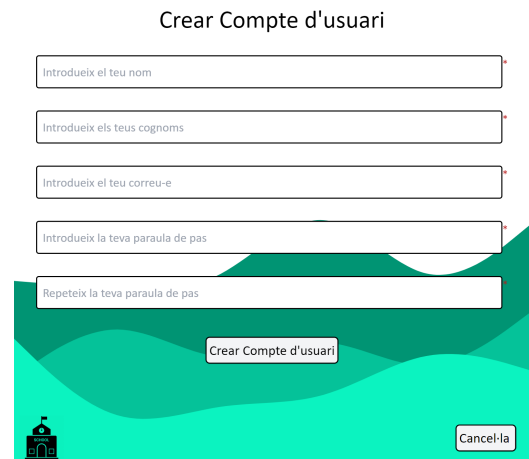 Crear Compte d'usuari
Introdueix el teu nom
*
Introdueix els teus cognoms
*
Introdueix el teu correu-e
*
Introdueix la teva paraula de pas
*
Repeteix la teva paraula de pas
*
Crear Compte d'usuari
SCHOOL
Cancel·la